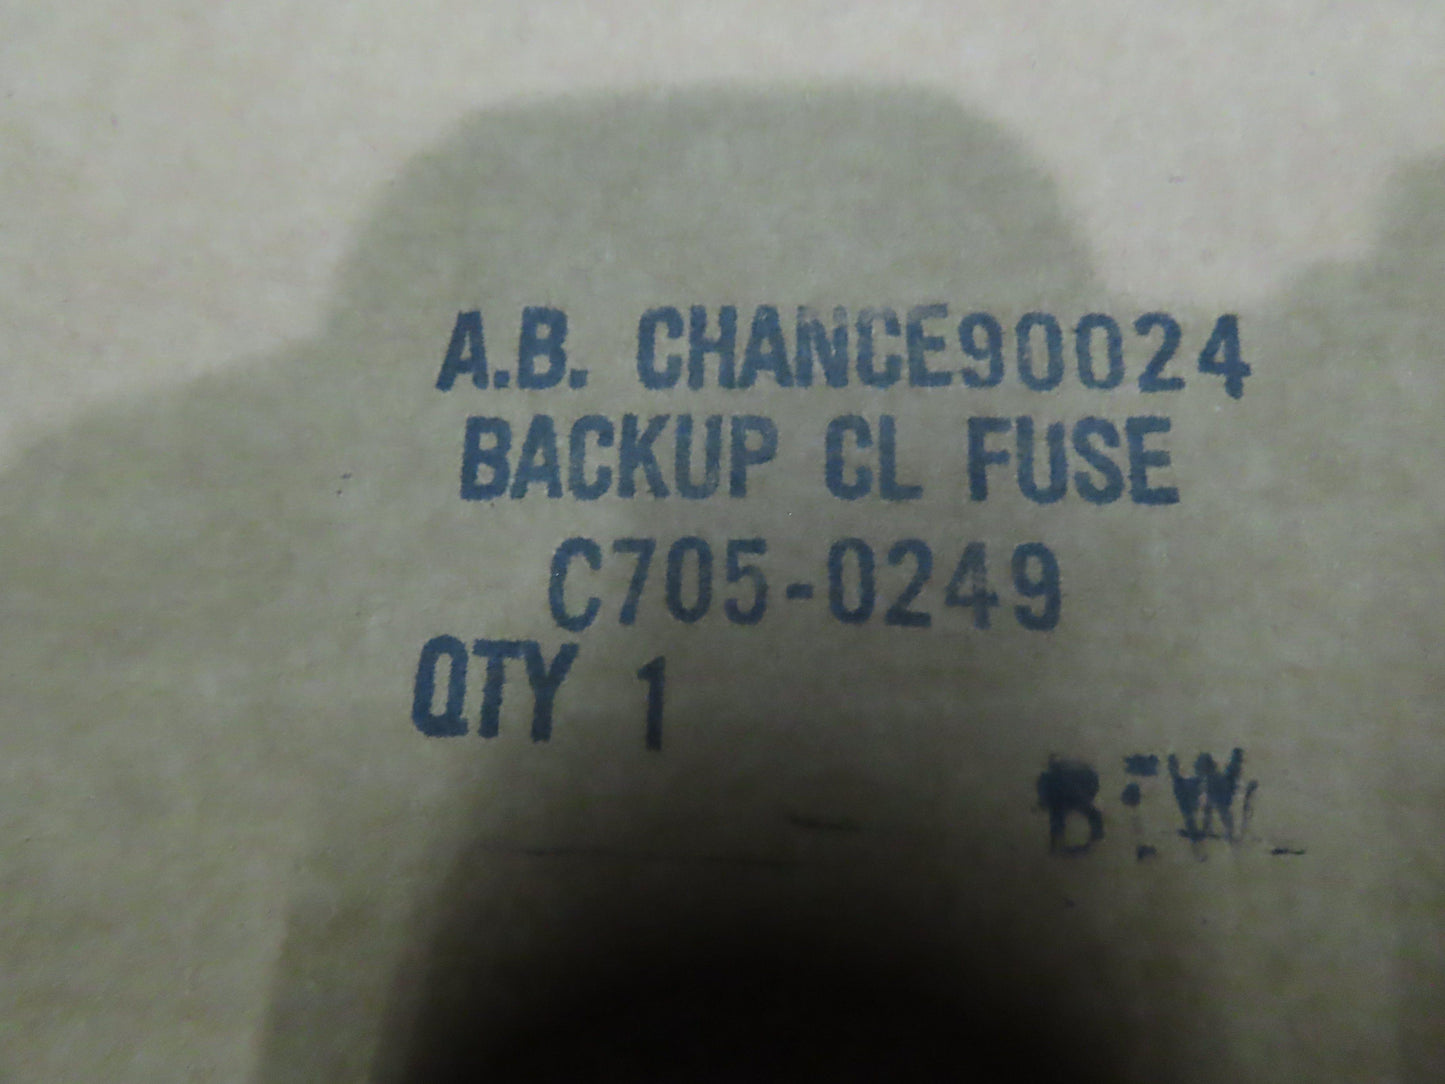 A.B. CHANCE90024
BACKUP CL FUSE
C705-0249
QTY 1